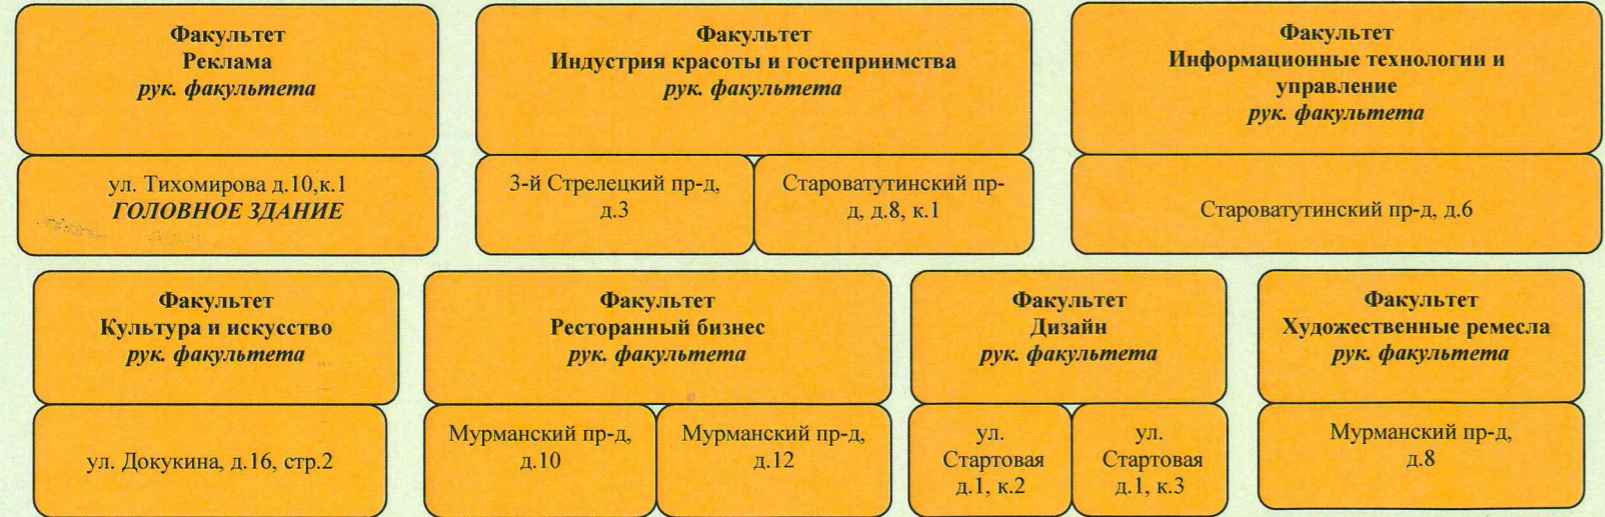 Факультет
Реклама
рук. факультета
ул. Тихомирова д.10,к.1
ГОЛОВНОЕ ЗДАНИЕ
Факультет
Индустрия красоты и гостеприимства
рук. факультета
3-й Стрелецкий пр-д,
д.3
Староватутинский пр-
д, д.8, к.1
Факультет
Информационные технологии и
управление
рук. факультета
Староватутинский пр-д, д.6
Факультет
Культура и искусство
рук. факультета
ул. Докукина, д.16, стр.2
Факультет
Ресторанный бизнес
рук. факультета
Мурманский пр-д,
д.10
Мурманский пр-д,
д.12
Факультет
Дизайн
рук. факультета
ул.
Стартовая
д.1, к.2
ул.
Стартовая
д.1, к.3
Факультет
Художественные ремесла
рук. факультета
Мурманский пр-д,
д.8